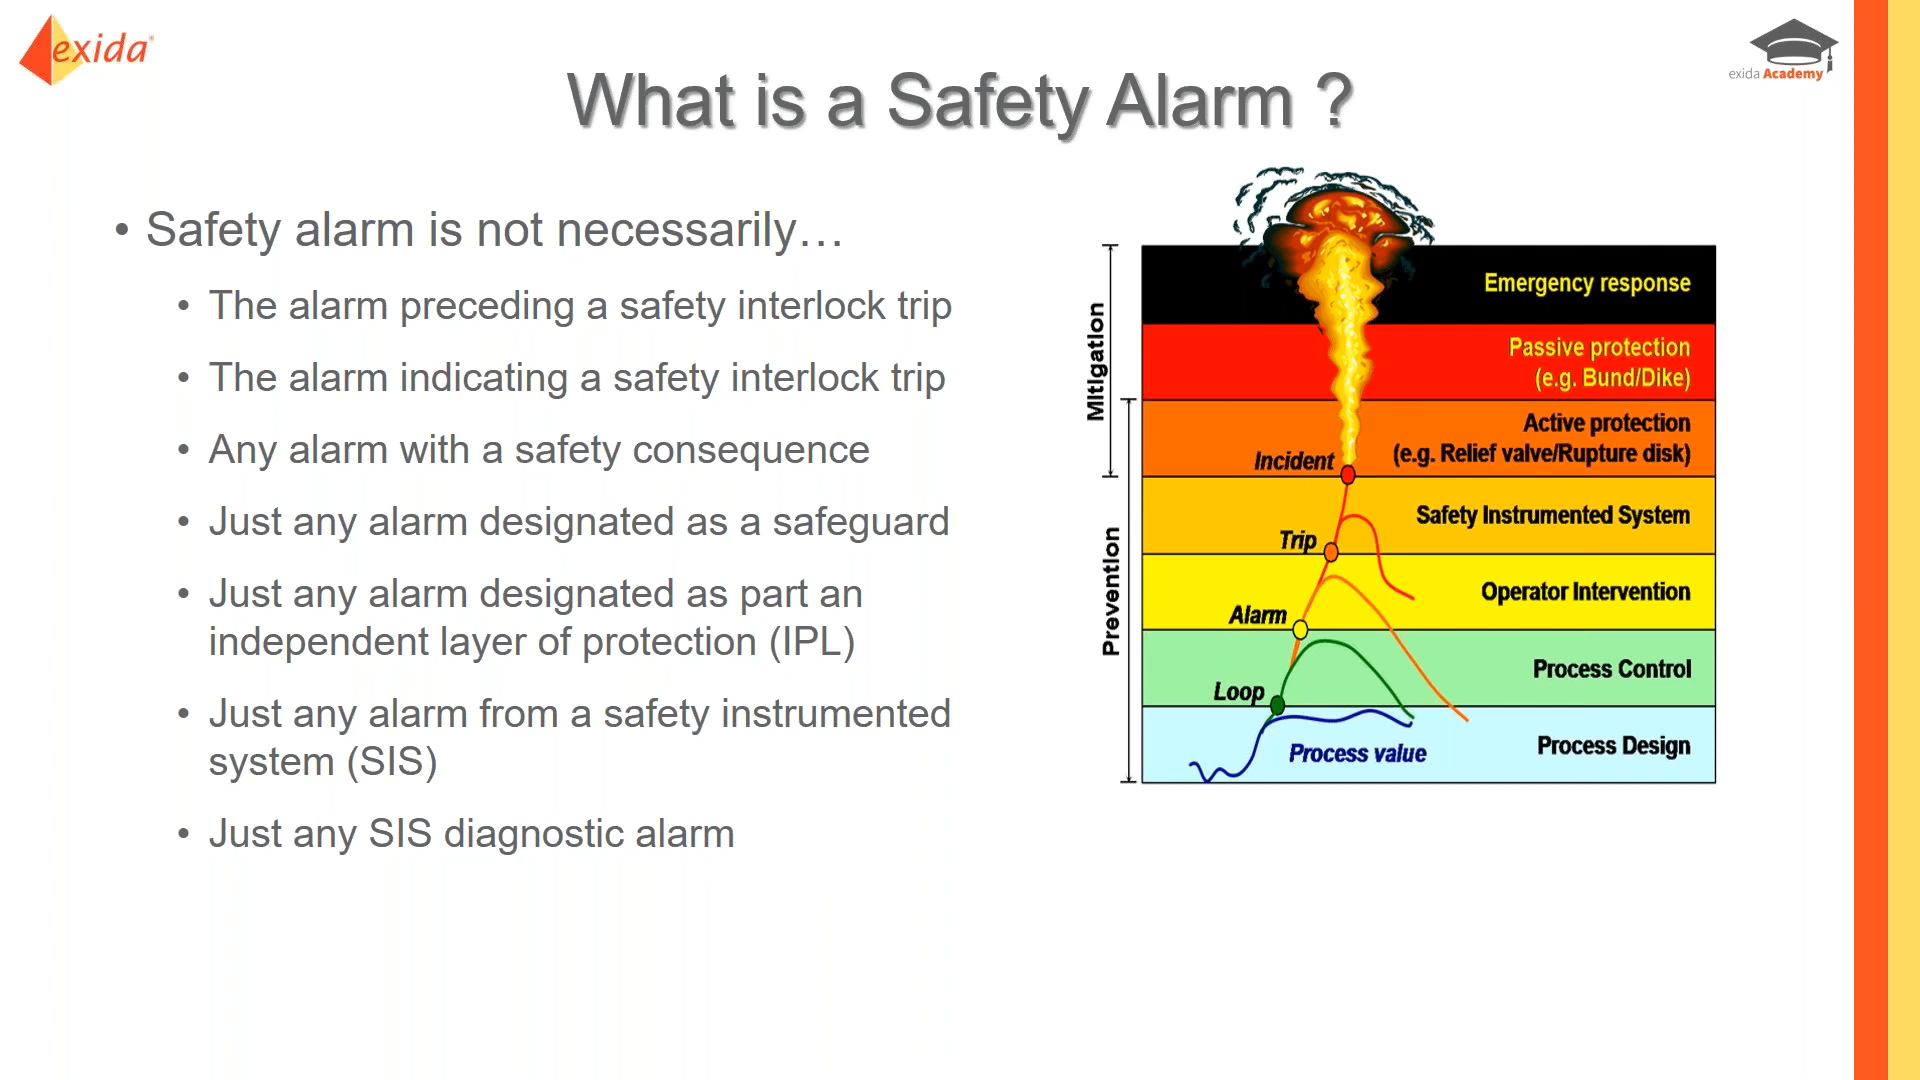 exida
exida Academy
What is a Safety Alarm ?
• Safety alarm is not necessarily…
• The alarm preceding a safety interlock trip
• The alarm indicating a safety interlock trip
• Any alarm with a safety consequence
• Just any alarm designated as a safeguard
• Just any alarm designated as part an
independent layer of protection (IPL)
• Just any alarm from a safety instrumented
system (SIS)
• Just any SIS diagnostic alarm
Mitigation
Prevention
Emergency response
Passive protection
(e.g. Bund/Dike)
Active protection
(e.g. Relief valve/Rupture disk)
Incident
Safety Instrumented System
Trip
Operator Intervention
Alarm
Process Control
Loop
Process Design
Process value